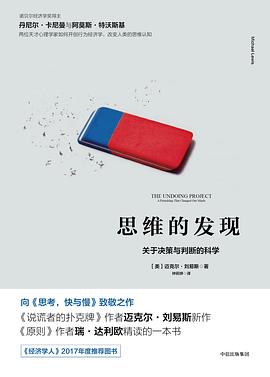 诺贝尔经济学奖得主
丹尼尔·卡尼曼与阿莫斯·特沃斯基
两位天才心理学家如何开创行为经济学，改变人类的思维认知
Michael Lewis
THE UNDOING PROJECT
A Friendship That Changed Our Minds
思维的发现
关于决策与判断的科学
［美］迈克尔·刘易斯 著
钟莉婷 译
向《思考，快与慢》致敬之作
《说谎者的扑克牌》作者迈克尔·刘易斯新作
《原则》作者瑞·达利欧精读的一本书
《经济学人》2017年度推荐图书
中信出版集团